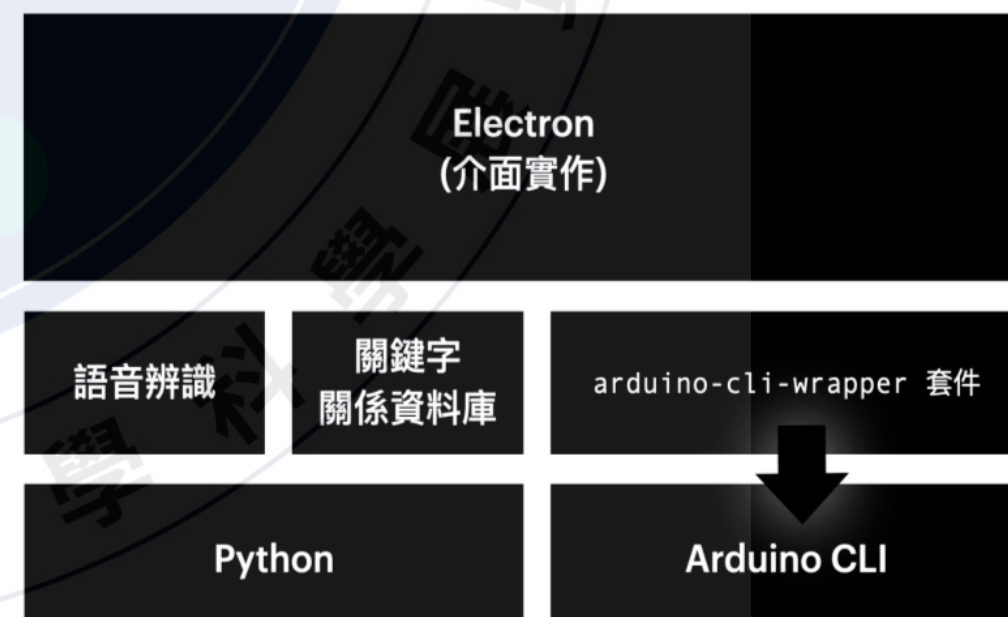 Electron
(介面實作)
語音辨識
關鍵字
關係資料庫
arduino-cli-wrapper 套件
Python
Arduino CLI